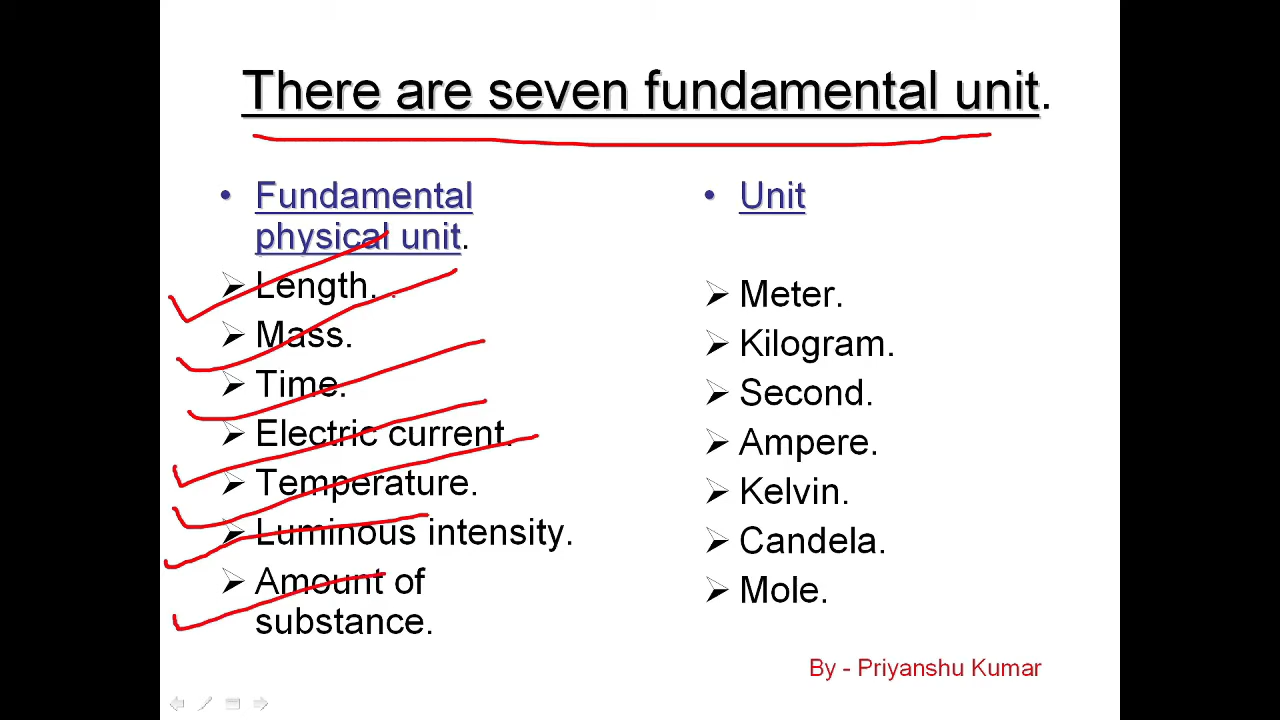 There are seven fundamental unit.
• Fundamental
physical unit.
➢ Length.
➢ Mass.
➢ Time.
➢ Electric current.
➢ Temperature.
➢ Luminous intensity.
➢ Amount of
substance.
• Unit
➢ Meter.
➢ Kilogram.
➢ Second.
➢ Ampere.
➢ Kelvin.
➢ Candela.
➢ Mole.
By - Priyanshu Kumar